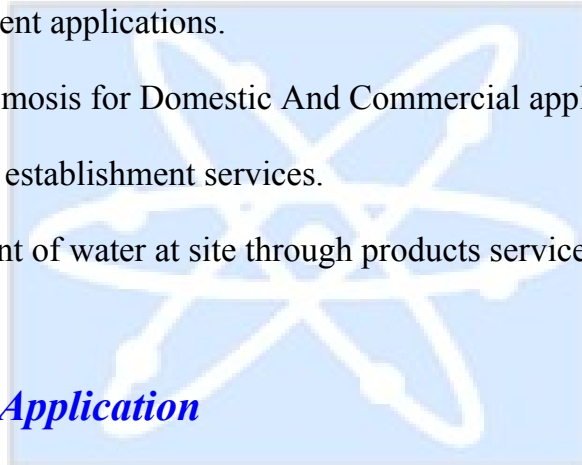 ent applications.
mosis for Domestic And Commercial appl
establishment services.
nt of water at site through products service
Application